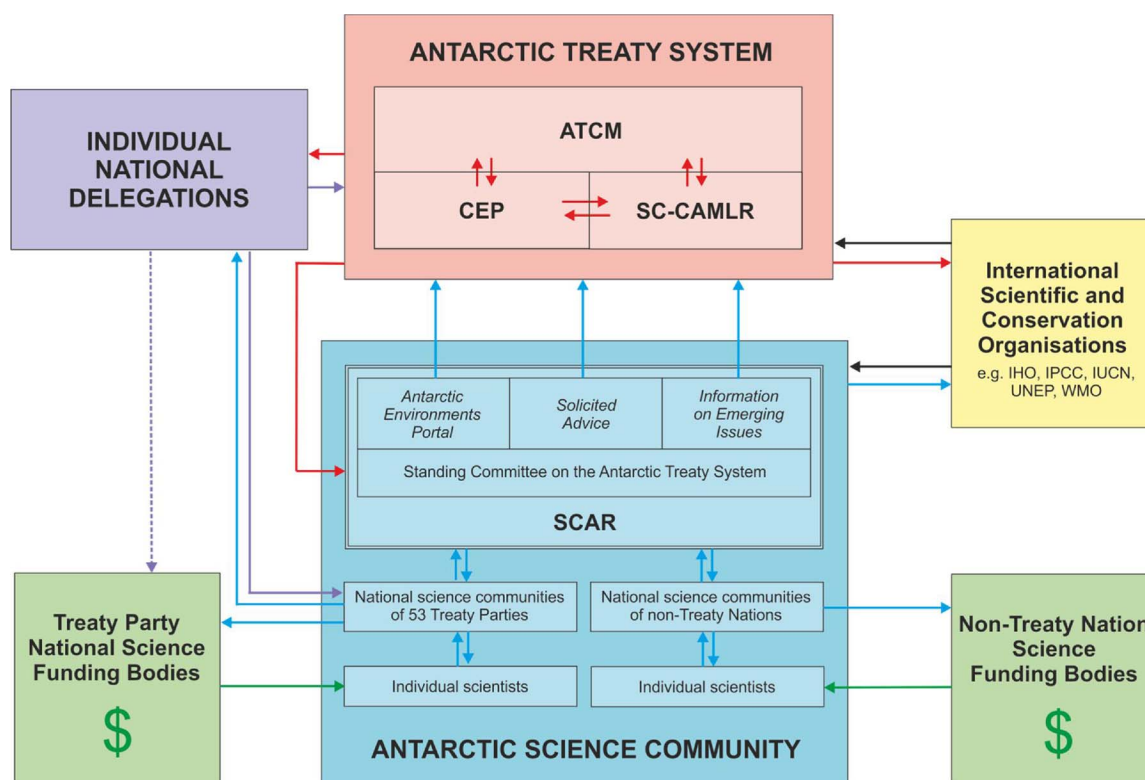 ANTARCTIC TREATY SYSTEM
ATCM
CEP
SC-CAMLR
INDIVIDUAL
NATIONAL
DELEGATIONS
International
Scientific and
Conservation
Organisations
e.g. IHO, IPCC, IUCN,
UNEP, WMO
Antarctic
Environments
Portal
Solicited
Advice
Information
on Emerging
Issues
Standing Committee on the Antarctic Treaty System
SCAR
National science communities
of 53 Treaty Parties
National science communities
of non-Treaty Nations
Individual scientists
Individual scientists
ANTARCTIC SCIENCE COMMUNITY
Treaty Party
National Science
Funding Bodies
$
Non-Treaty Nation
Science
Funding Bodies
$